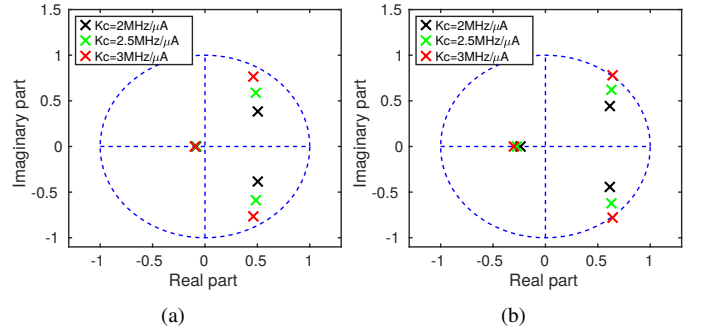 Kc=2MHz/μA
Kc=2.5MHz/μA
Kc=3MHz/μA
1.5
1
0.5
0
-0.5
-1
Imaginary part
-1
-0.5
0
0.5
1
Real part
(a)
Kc=2MHz/μA
Kc=2.5MHz/μA
Kc=3MHz/μA
1.5
1
0.5
0
-0.5
-1
Imaginary part
-1
-0.5
0
0.5
1
Real part
(b)